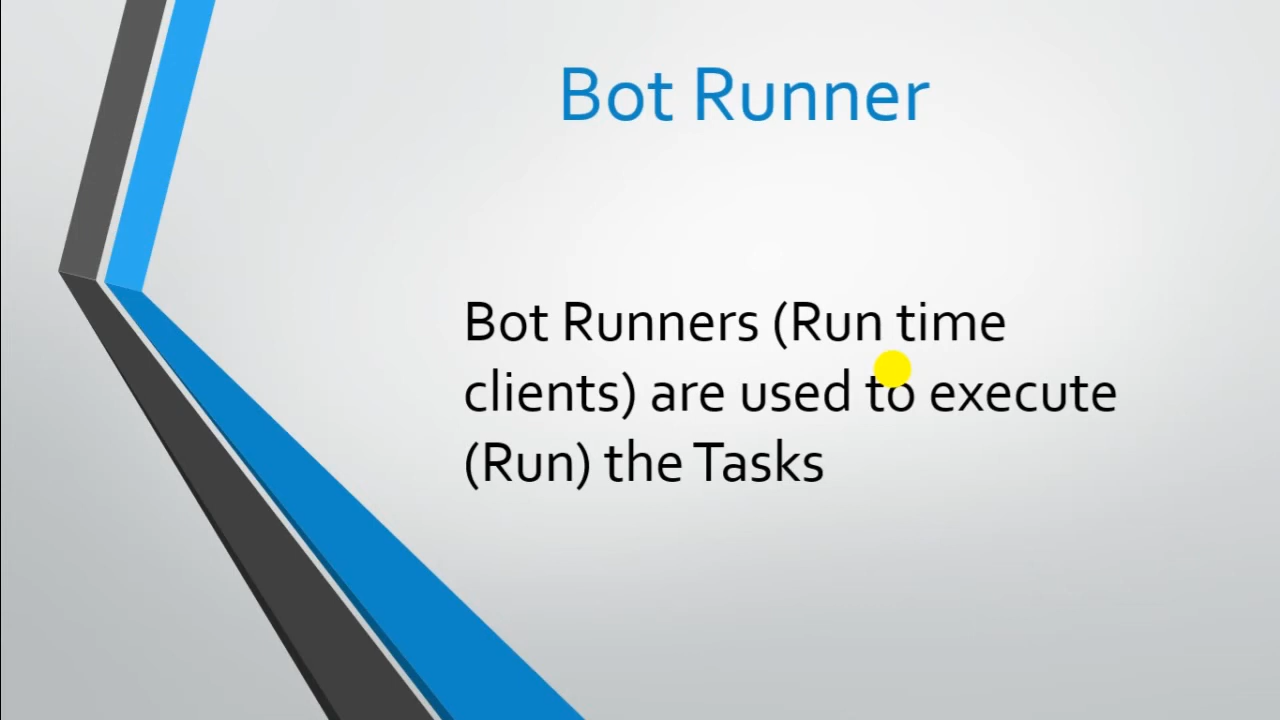 Bot Runner
Bot Runners (Run time
clients) are used to execute
(Run) the Tasks